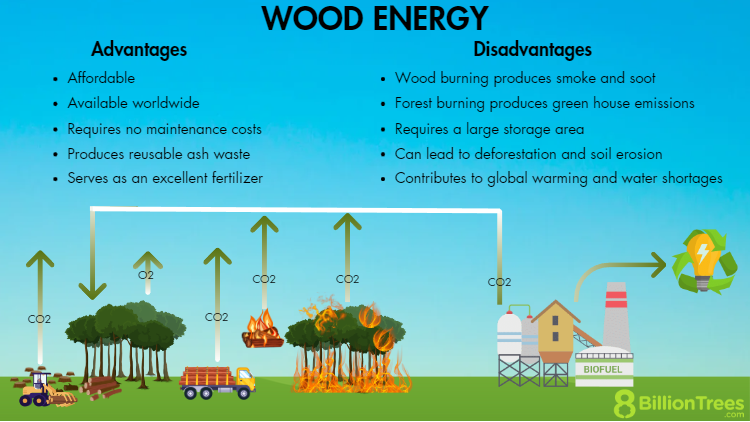 WOOD ENERGY
Advantages
• Affordable
• Available worldwide
• Requires no maintenance costs
• Produces reusable ash waste
• Serves as an excellent fertilizer
Disadvantages
• Wood burning produces smoke and soot
• Forest burning produces green house emissions
• Requires a large storage area
• Can lead to deforestation and soil erosion
• Contributes to global warming and water shortages
CO2
O2
CO2
CO2
CO2
CO2
BIOFUEL
8BillionTrees
.com